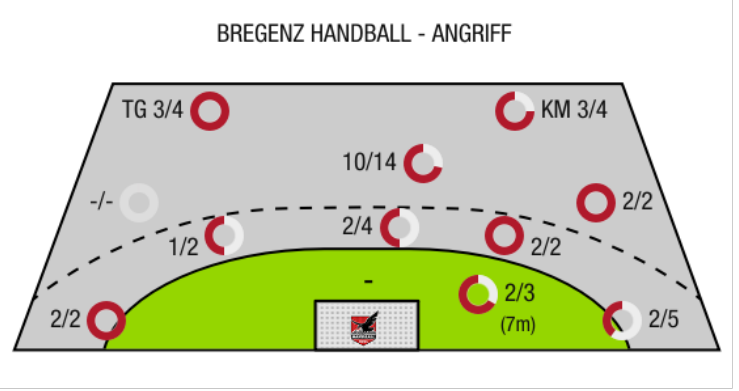 BREGENZ HANDBALL - ANGRIFF
TG 3/4
KM 3/4
10/14
-/-
2/2
1/2
2/4
2/2
-
2/3
(7m)
2/2
2/5